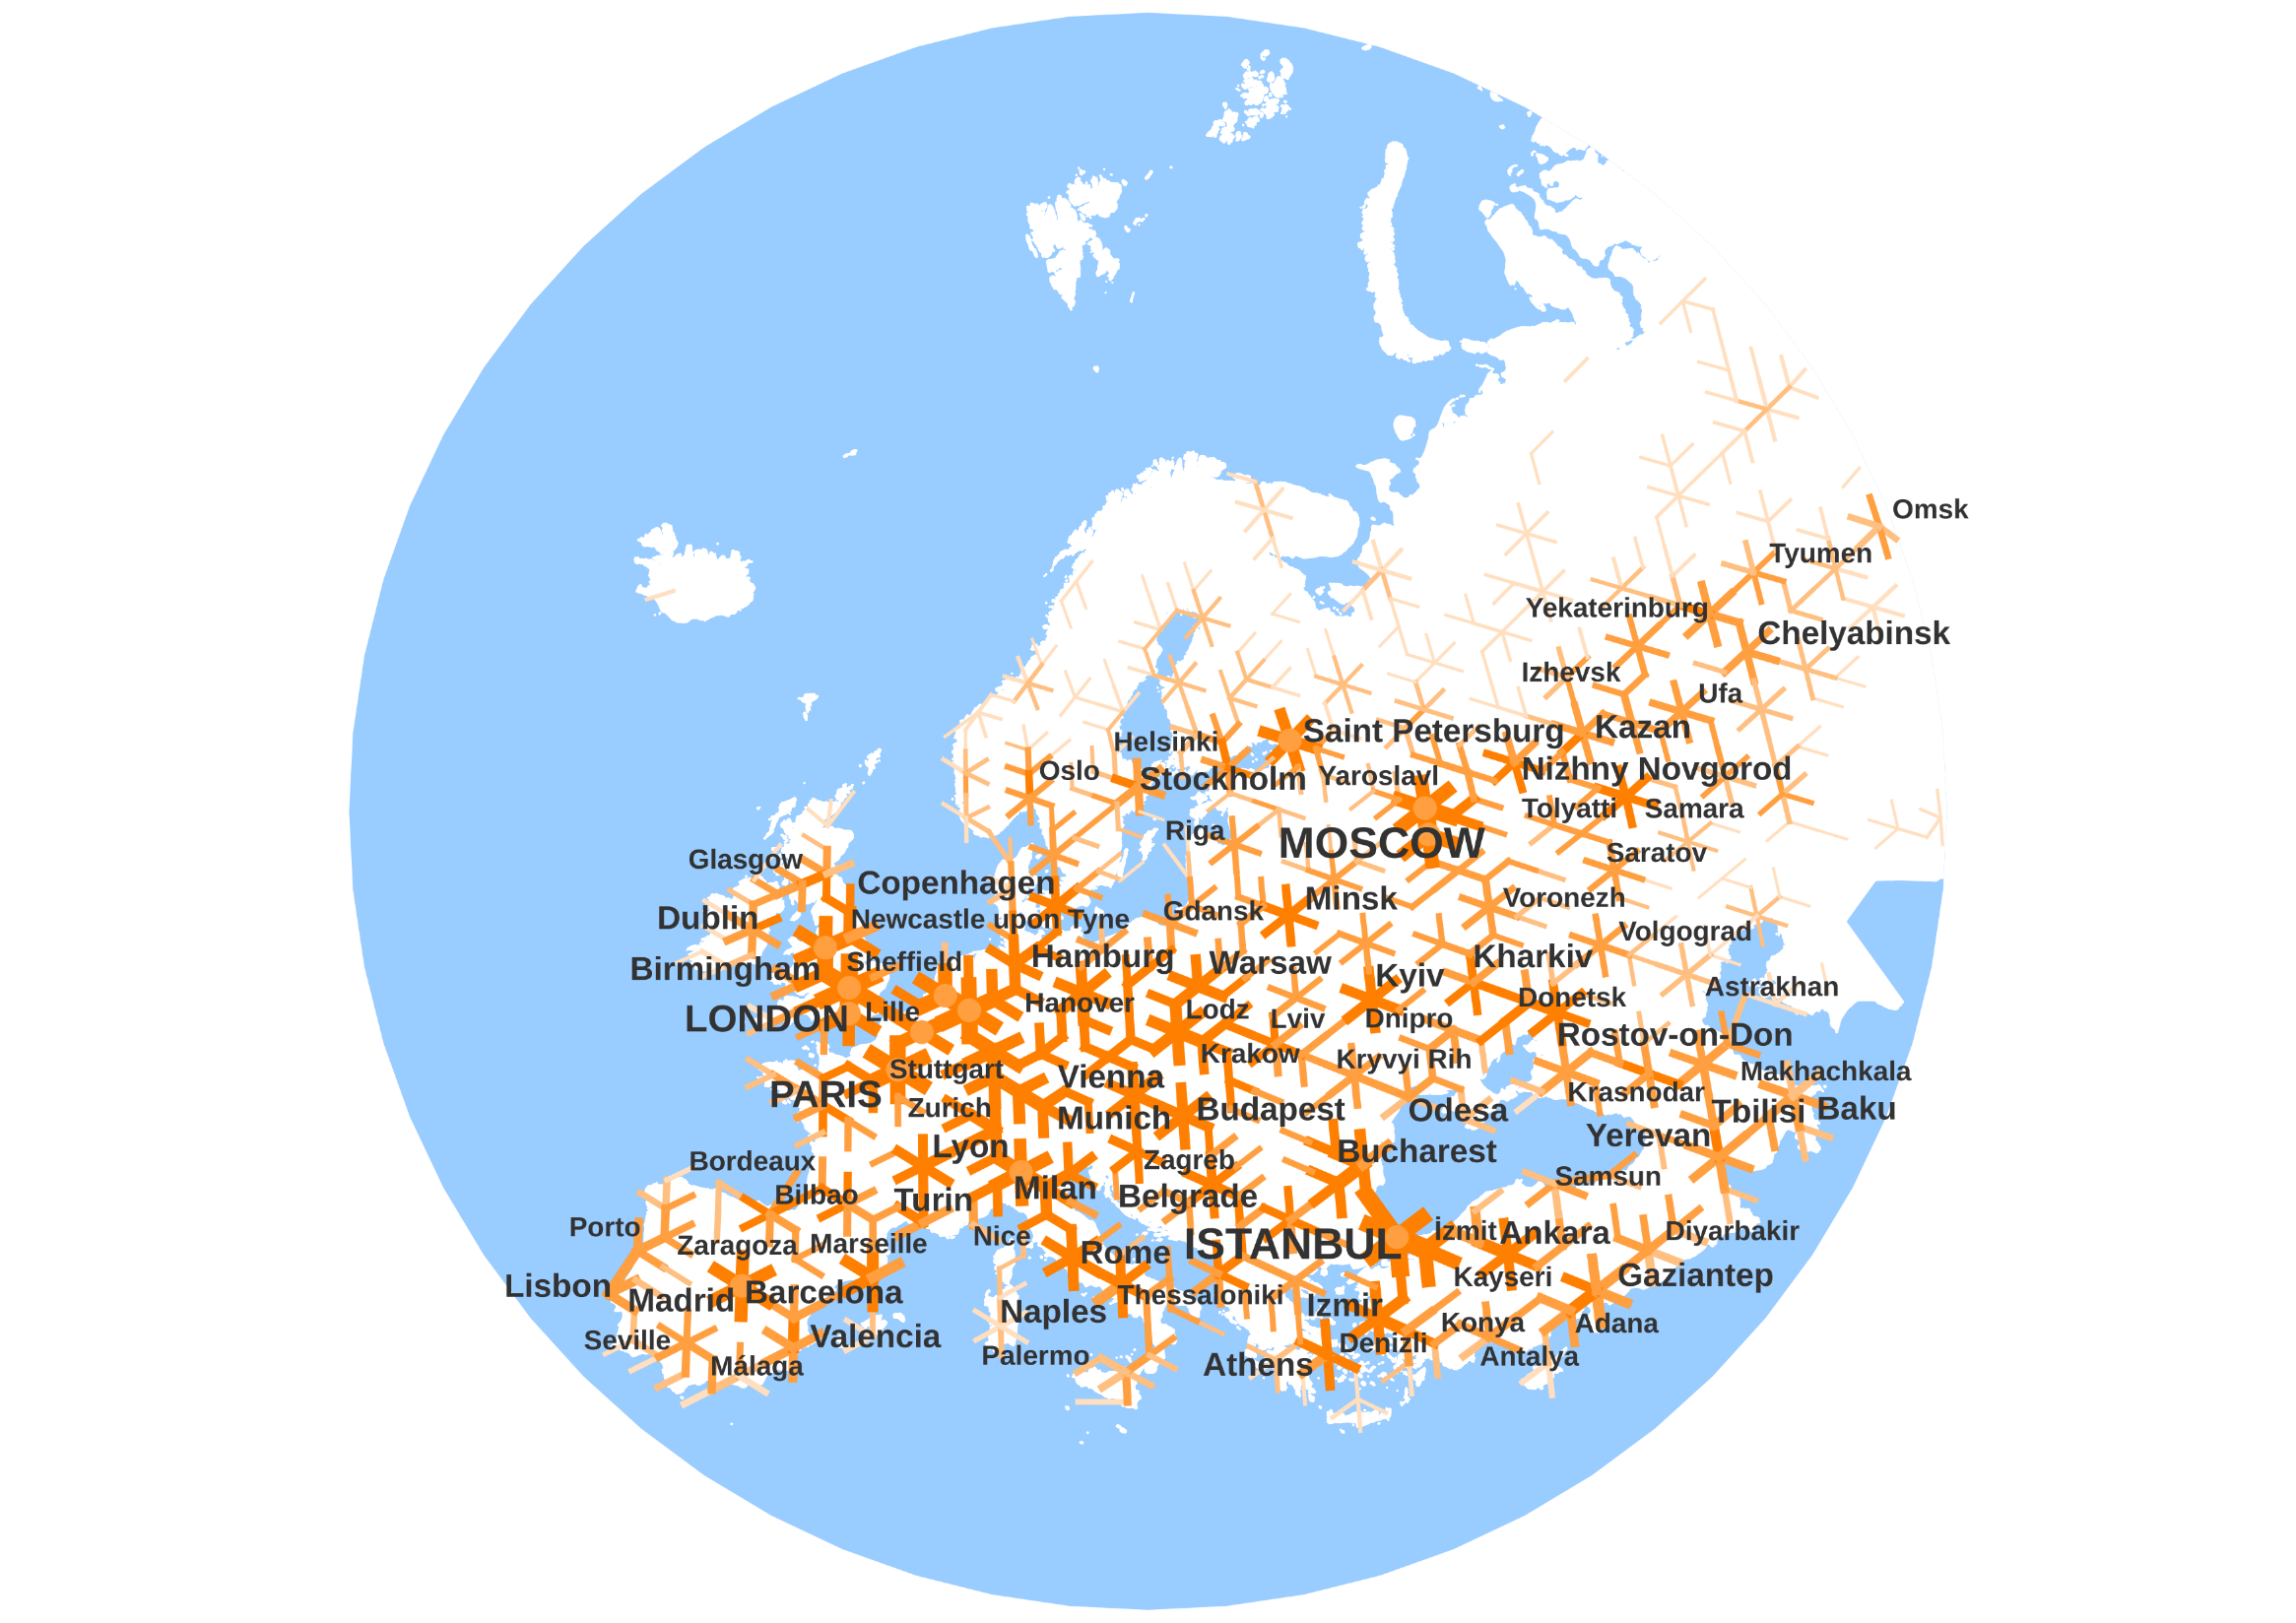 Omsk
Tyumen
Yekaterinburg
Chelyabinsk
Izhevsk
Ufa
Saint Petersburg
Kazan
Helsinki
Oslo
Stockholm
Yaroslavl
Nizhny Novgorod
Tolyatti
Samara
Riga
MOSCOW
Saratov
Glasgow
Copenhagen
Minsk
Voronezh
Dublin
Newcastle upon Tyne
Gdansk
Volgograd
Birmingham
Sheffield
Hamburg
Warsaw
Kyiv
Kharkiv
Astrakhan
LONDON
Lille
Hanover
Lodz
Lviv
Dnipro
Donetsk
Rostov-on-Don
Krakow
Kryvyi Rih
Stuttgart
Vienna
Makhachkala
PARIS
Zurich
Munich
Budapest
Odesa
Krasnodar
Tbilisi
Baku
Lyon
Yerevan
Bordeaux
Zagreb
Bucharest
Samsun
Bilbao
Turin
Milan
Belgrade
Porto
Zaragoza
Marseille
Nice
Rome
ISTANBUL
İzmit
Ankara
Diyarbakir
Lisbon
Madrid
Barcelona
Naples
Thessaloniki
Izmir
Kayseri
Gaziantep
Seville
Valencia
Denizli
Konya
Adana
Málaga
Palermo
Athens
Antalya